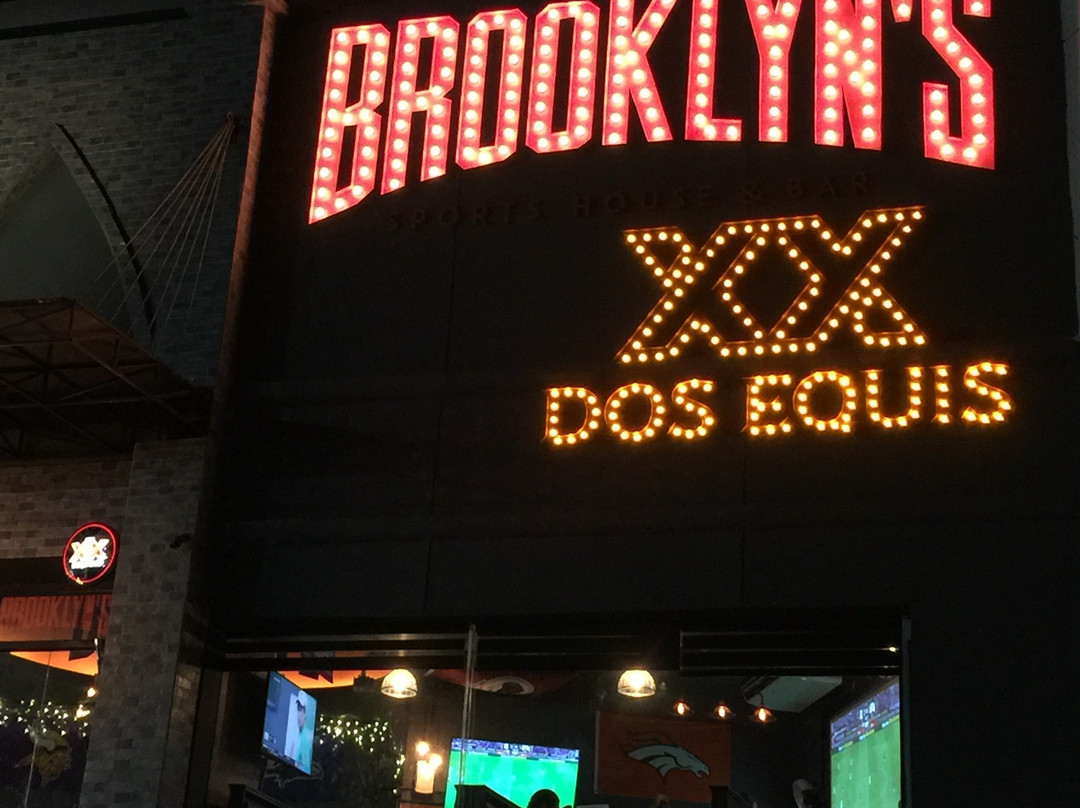 BROOKLYN'S
SPORTS HOUSE & BAR
XX
DOS EQUIS
XX
BROOKLYN'S